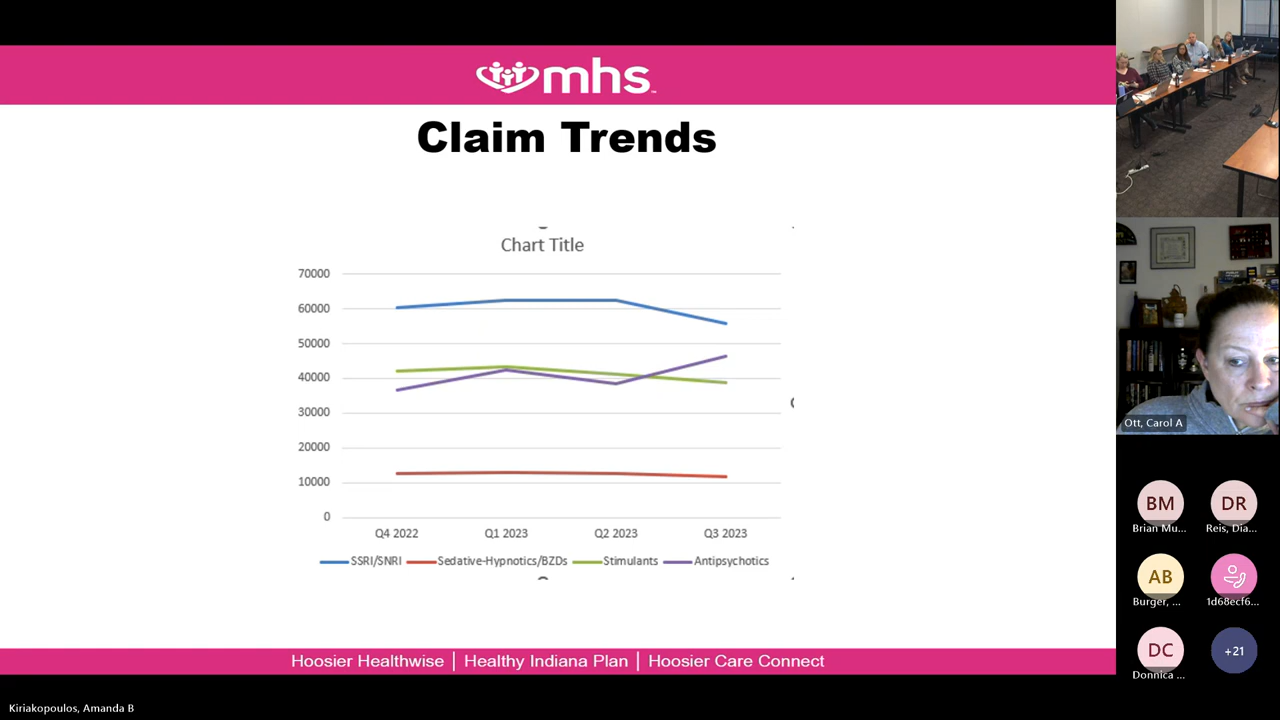 mhs
Claim Trends
Chart Title
70000
60000
50000
40000
30000
20000
10000
0
Q4 2022 Q1 2023 Q2 2023 Q3 2023
SSRI/SNRI Sedative-Hypnotics/BZDs Stimulants Antipsychotics
Hoosier Healthwise | Healthy Indiana Plan | Hoosier Care Connect
Kiriakopoulos, Amanda B
Ott, Carol A
BM DR
Brian Mu... Reis, Dia...
AB
Burger, ... 1d68ecf6...
DC +21
Donnica ...